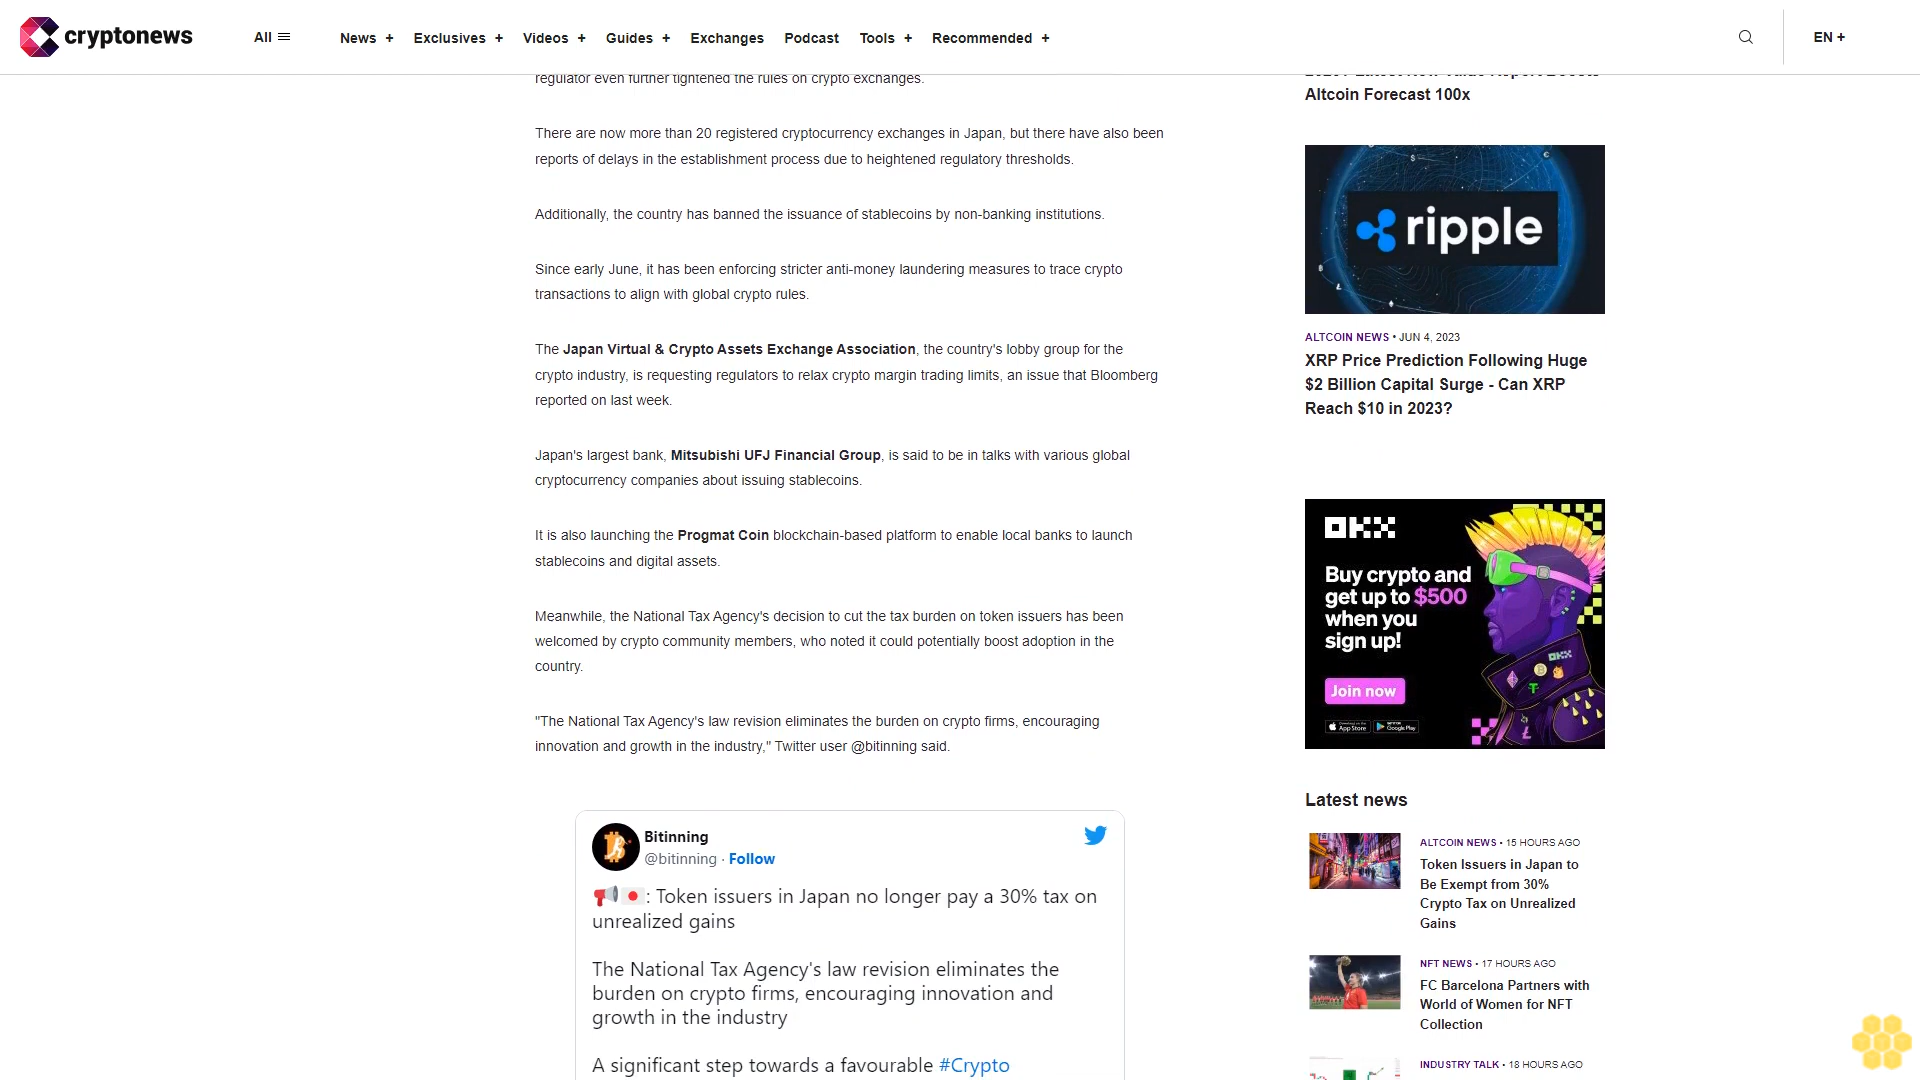 cryptonews
All
News +
Exclusives +
Videos +
Guides +
Exchanges
Podcast
Tools +
Recommended +
EN +
regulator even further tightened the rules on crypto exchanges.
There are now more than 20 registered cryptocurrency exchanges in Japan, but there have also been
reports of delays in the establishment process due to heightened regulatory thresholds.
Additionally, the country has banned the issuance of stablecoins by non-banking institutions.
Since early June, it has been enforcing stricter anti-money laundering measures to trace crypto
transactions to align with global crypto rules.
The Japan Virtual & Crypto Assets Exchange Association, the country's lobby group for the
crypto industry, is requesting regulators to relax crypto margin trading limits, an issue that Bloomberg
reported on last week.
Japan's largest bank, Mitsubishi UFJ Financial Group, is said to be in talks with various global
cryptocurrency companies about issuing stablecoins.
It is also launching the Progmat Coin blockchain-based platform to enable local banks to launch
stablecoins and digital assets.
Meanwhile, the National Tax Agency's decision to cut the tax burden on token issuers has been
welcomed by crypto community members, who noted it could potentially boost adoption in the
country.
"The National Tax Agency's law revision eliminates the burden on crypto firms, encouraging
innovation and growth in the industry," Twitter user @bitinning said.
Bitinning
@bitinning · Follow
: Token issuers in Japan no longer pay a 30% tax on
unrealized gains
The National Tax Agency's law revision eliminates the
burden on crypto firms, encouraging innovation and
growth in the industry
A significant step towards a favourable #Crypto
Altcoin Forecast 100x
ripple
ALTCOIN NEWS • JUN 4, 2023
XRP Price Prediction Following Huge
$2 Billion Capital Surge - Can XRP
Reach $10 in 2023?
OKX
Buy crypto and
get up to $500
when you
sign up!
Join now
App Store
Google Play
OKX
Latest news
ALTCOIN NEWS • 15 HOURS AGO
Token Issuers in Japan to
Be Exempt from 30%
Crypto Tax on Unrealized
Gains
NFT NEWS • 17 HOURS AGO
FC Barcelona Partners with
World of Women for NFT
Collection
INDUSTRY TALK • 18 HOURS AGO